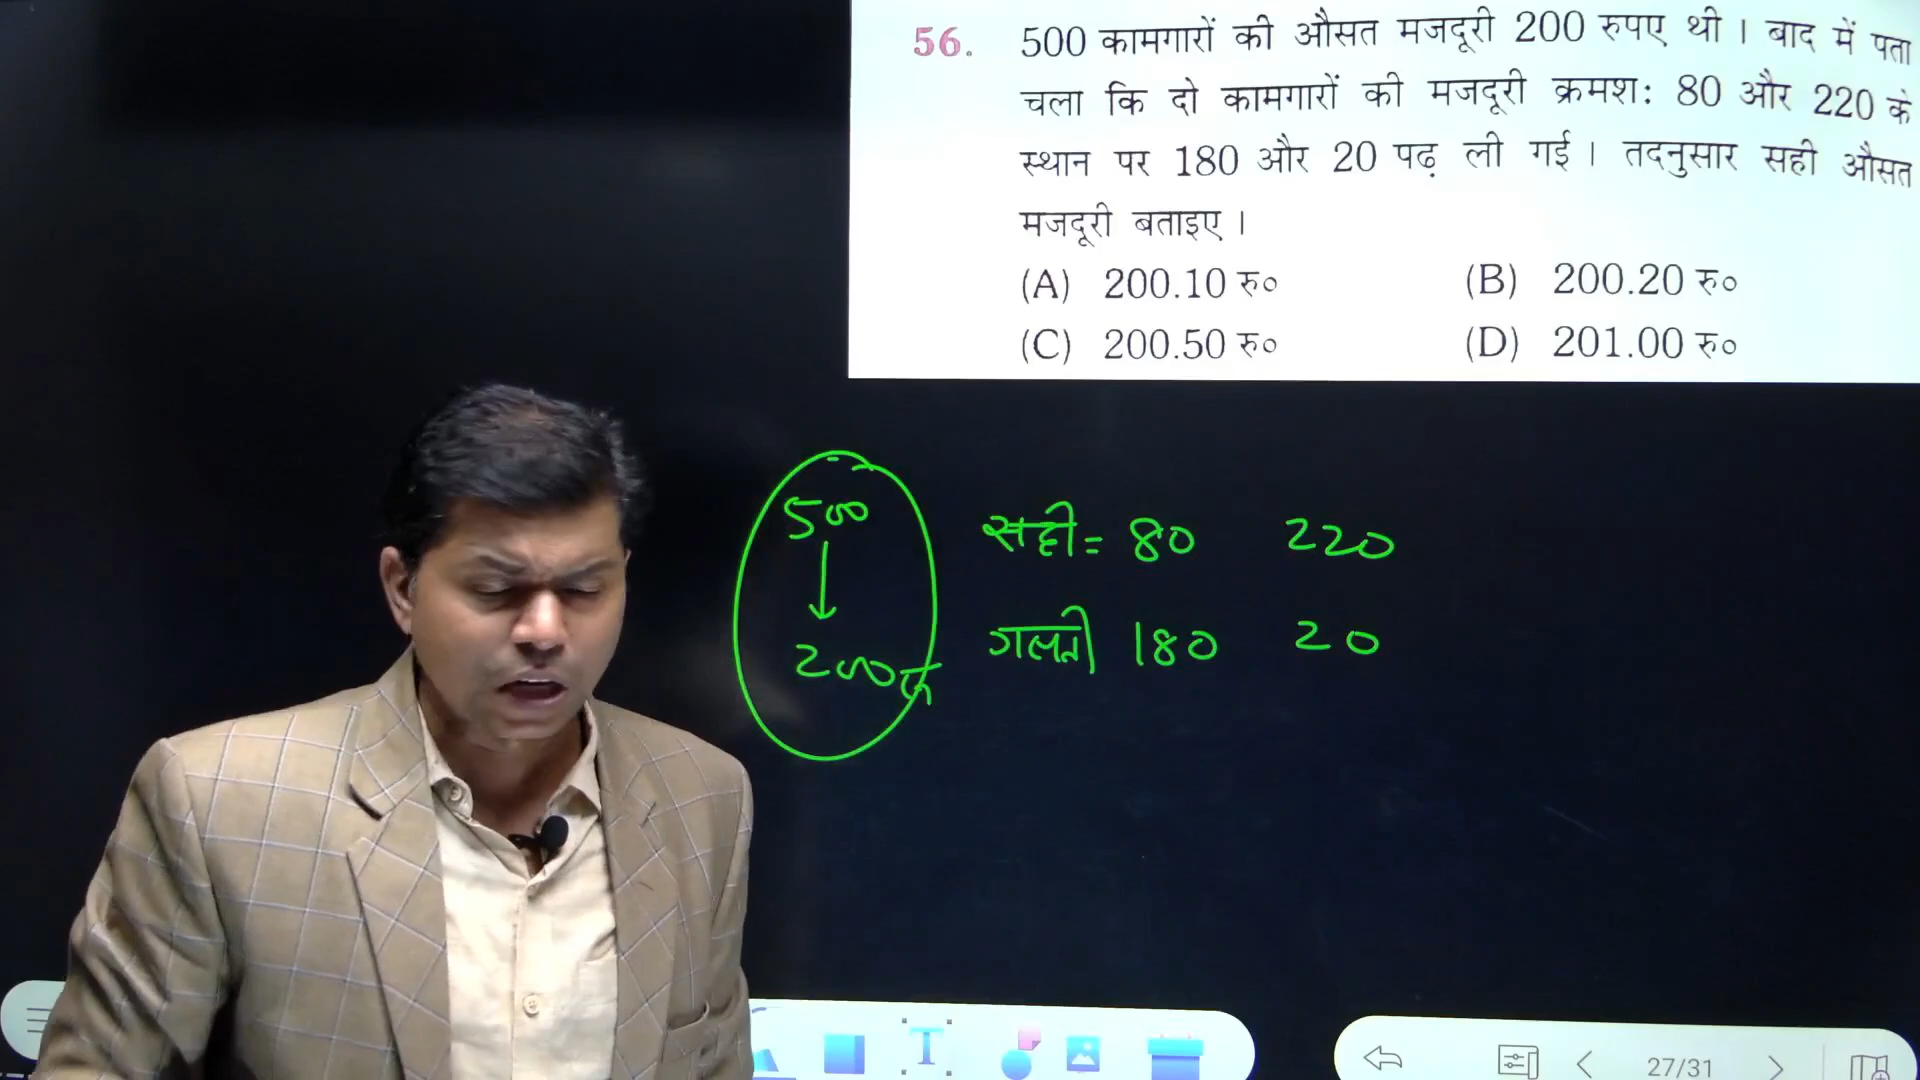 56. 500 कामगारों की औसत मजदूरी 200 रुपए थी । बाद में पता
चला कि दो कामगारों की मजदूरी क्रमश: 80 और 220 के
स्थान पर 180 और 20 पढ़ ली गई । तदनुसार सही औसत
मजदूरी बताइए ।
(A) 200.10 रु० (B) 200.20 रु०
(C) 200.50 रु० (D) 201.00 रु०
500
सही = 80 220
200
180 20
T
27/31